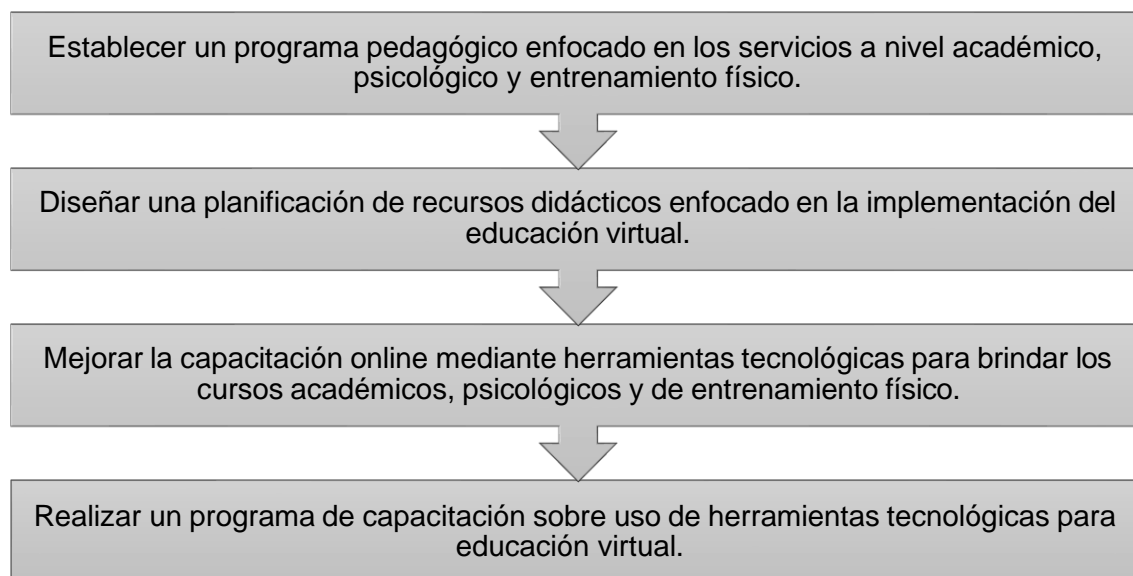 Establecer un programa pedagógico enfocado en los servicios a nivel académico,
psicológico y entrenamiento físico.
Diseñar una planificación de recursos didácticos enfocado en la implementación del
educación virtual.
Mejorar la capacitación online mediante herramientas tecnológicas para brindar los
cursos académicos, psicológicos y de entrenamiento físico.
Realizar un programa de capacitación sobre uso de herramientas tecnológicas para
educación virtual.